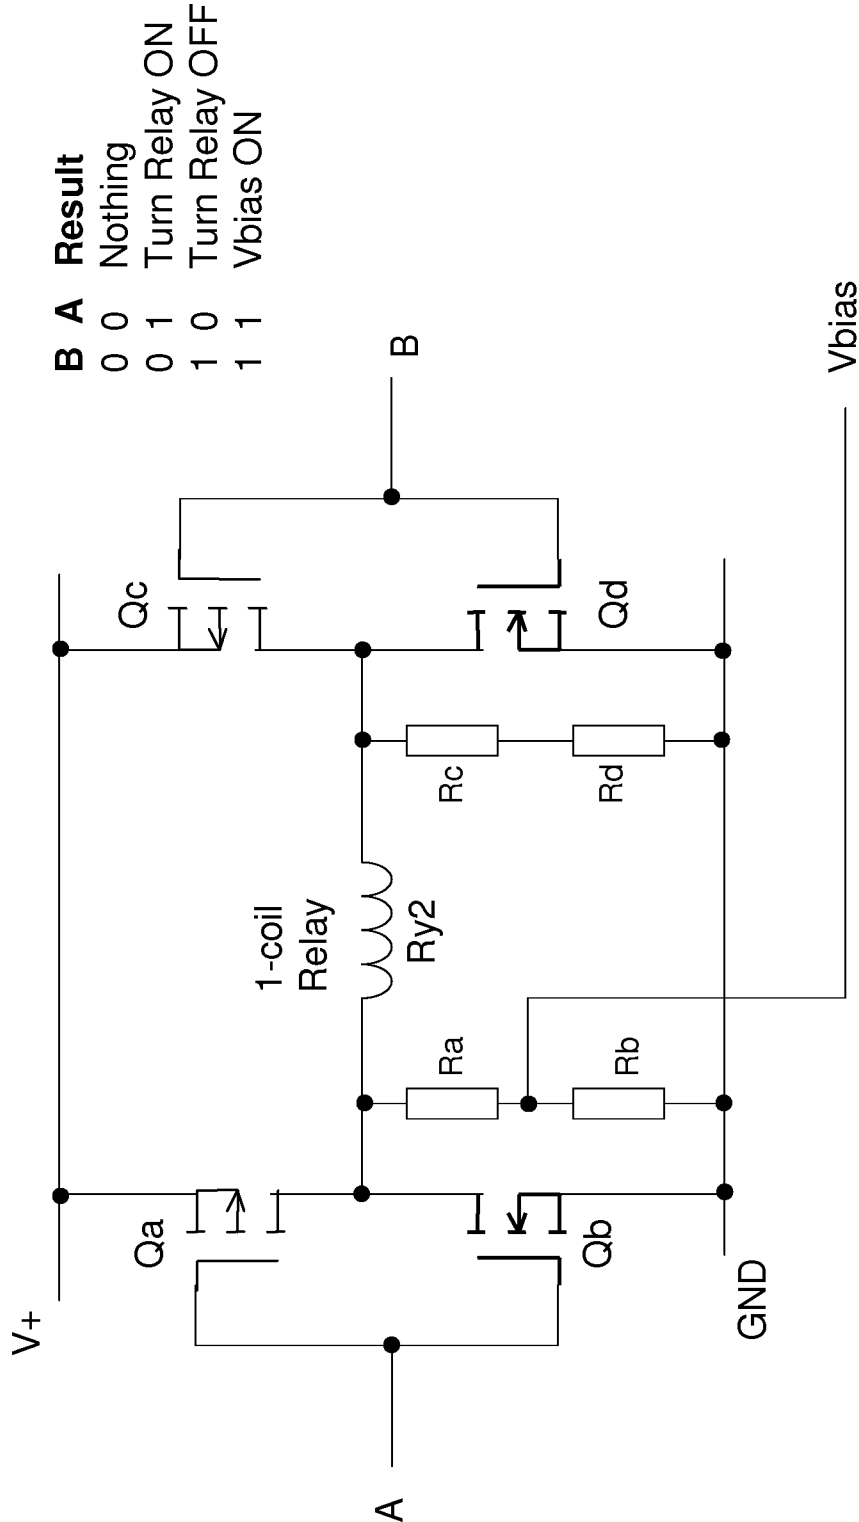 B A Result
0 0 Nothing
0 1 Turn Relay ON
1 0 Turn Relay OFF
1 1 Vbias ON
V+
Qa
Qc
1-coil
Relay
Ry2
A
B
Ra
Rc
Qb
Rb
Rd
Qd
GND
Vbias